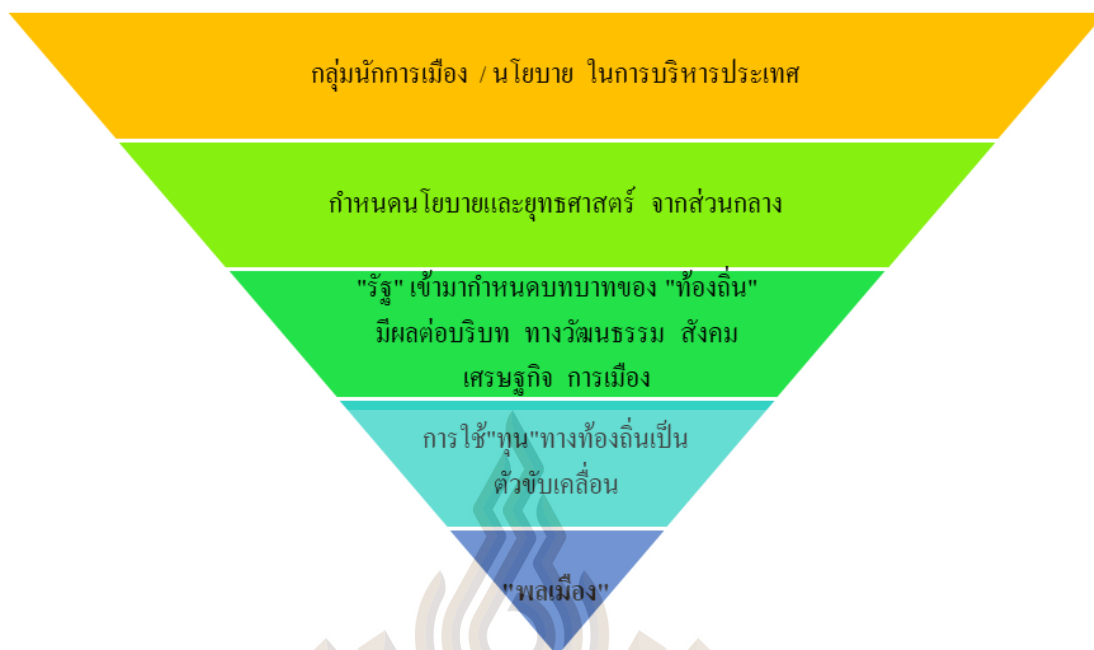 กลุ่มนักการเมือง / นโยบาย ในการบริหารประเทศ
กำหนดนโยบายและยุทธศาสตร์ จากส่วนกลาง
"รัฐ" เข้ามากำหนดบทบาทของ "ท้องถิ่น"
มีผลต่อบริบท ทางวัฒนธรรม สังคม
เศรษฐกิจ การเมือง
การใช้"ทุน"ทางท้องถิ่นเป็น
ตัวขับเคลื่อน
"พลเมือง"